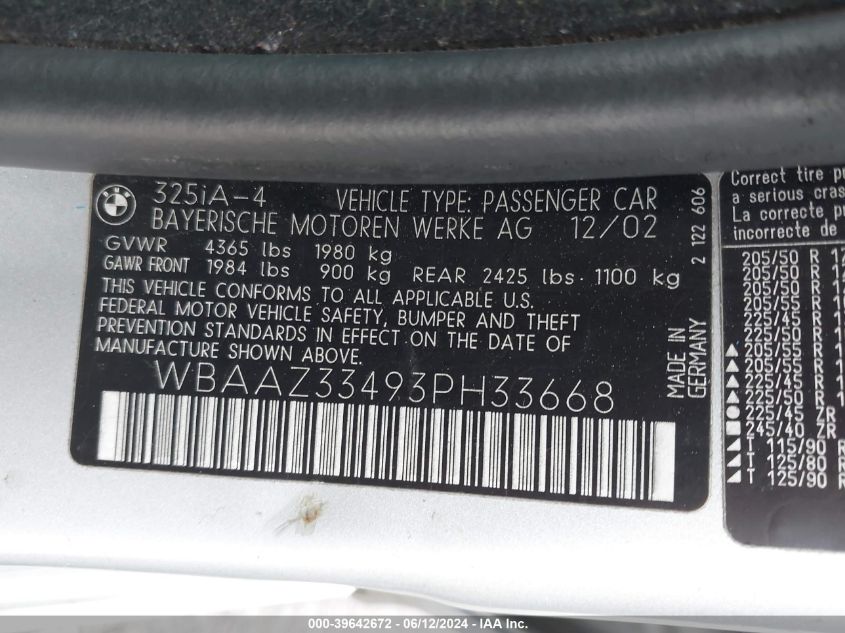 325iA-4 VEHICLE TYPE: PASSENGER CAR
BAYERISCHE MOTOREN WERKE AG 12/02
GVWR 4365 lbs 1980 kg
GAWR FRONT 1984 lbs 900 kg REAR 2425 lbs · 1100 kg
THIS VEHICLE CONFORMS TO ALL APPLICABLE U.S.
FEDERAL MOTOR VEHICLE SAFETY, BUMPER AND THEFT
PREVENTION STANDARDS IN EFFECT ON THE DATE OF
MANUFACTURE SHOWN ABOVE.
WBAAZ33493PH33668
2 122 606
MADE IN
GERMANY
Correct tire
a serious
La correcte
incorrecte de
205/50 R
205/50 R
205/55 R
225/45 R
225/50 R
▲ 205/55 R
▲ 205/50 R
▲ 225/45 R
▲ 225/50 R
● 225/45 ZR
■ 245/40 ZR
T 115/90 R
T 125/80 R
T 125/90 R
000-39642672 - 06/12/2024 - IAA Inc.